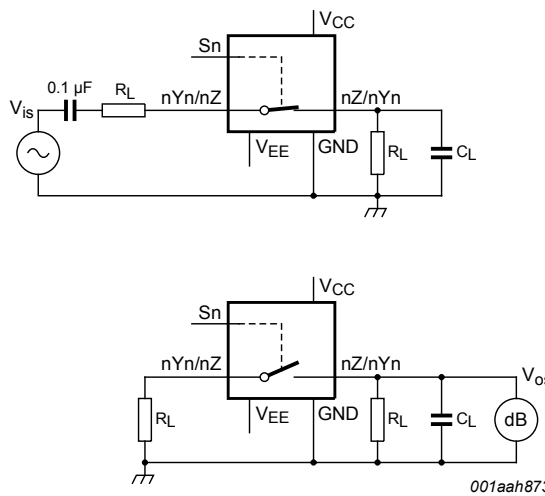 VCC
Sn
0.1 µF RL nYn/nZ nZ/nYn
Vis
VEE GND RL CL
VCC
Sn
nYn/nZ nZ/nYn
RL VEE GND RL CL dB
001aah873